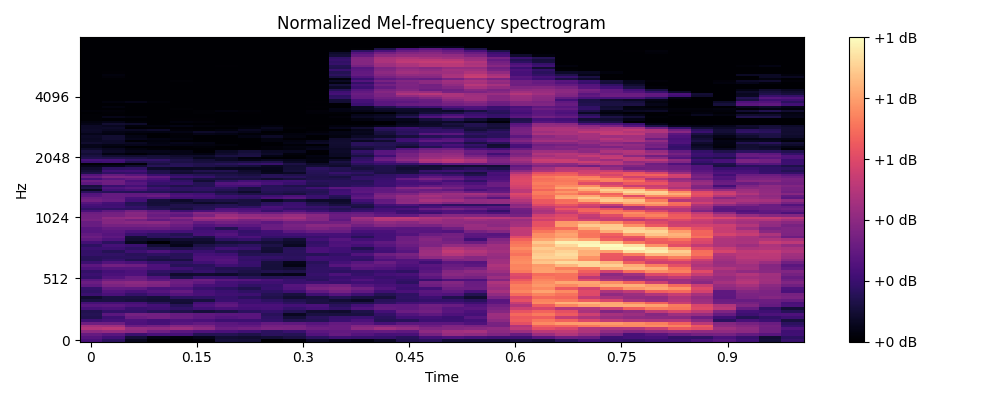 Normalized Mel-frequency spectrogram
Hz
4096
2048
1024
512
0
0 0.15 0.3 0.45 0.6 0.75 0.9
Time
+1 dB
+1 dB
+1 dB
+0 dB
+0 dB
+0 dB